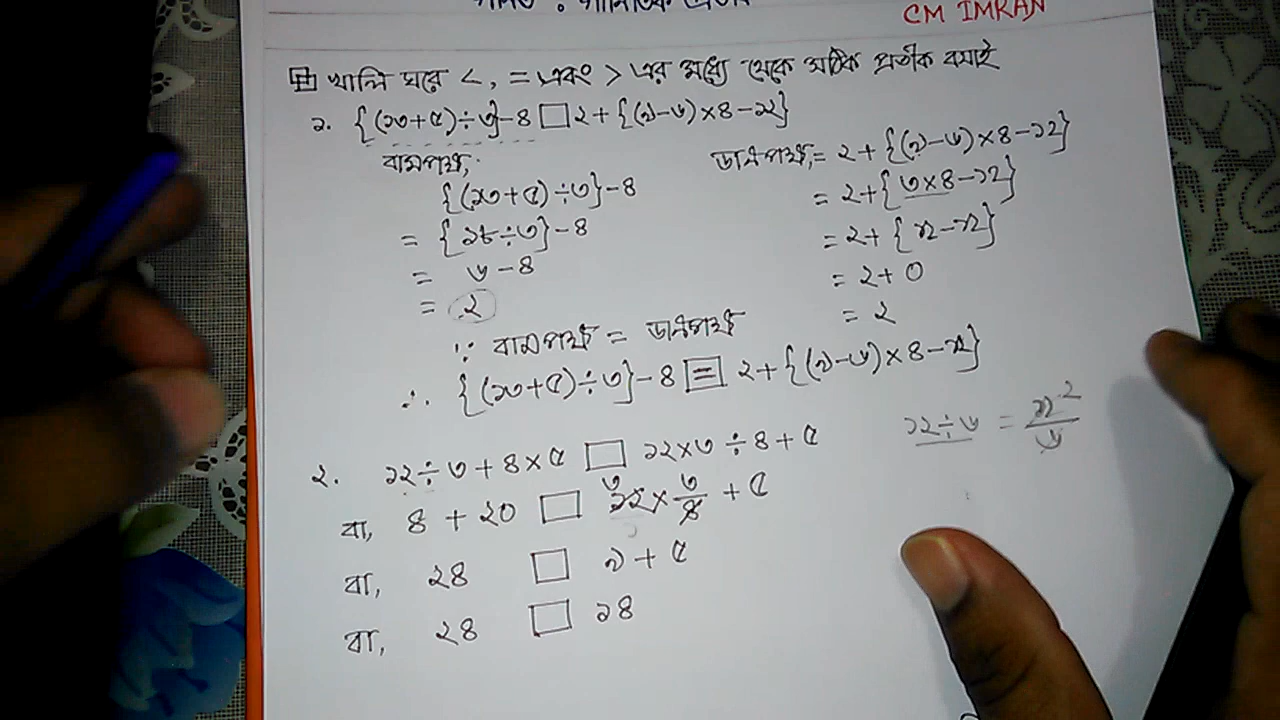 CM IMRAN
খালি ঘরে <, = এবং > এর মধ্যে থেকে সঠিক প্রতীক বসাই
১. {(১৩+৫)÷৩}-৪ □ ২+{(৯-৬)×৪-১২}
বামপক্ষ,
{(১৩+৫)÷৩}-৪
= {১৮÷৩}-৪
= ৬-৪
= ২
ডানপক্ষ, = ২+{(৯-৬)×৪-১২}
= ২+{৩×৪-১২}
= ২+{১২-১২}
= ২+০
= ২
∵ বামপক্ষ = ডানপক্ষ
∴ {(১৩+৫)÷৩}-৪ = ২+{(৯-৬)×৪-১২}
২. ১২÷৩+৪×৫ □ ১২×৩÷৪+৫
১২÷৬ = ১২ ২/৬
বা, ৪+২০ □ ৩ ১২×৩/৪+৫
বা, ২৪ □ ৯+৫
বা, ২৪ □ ১৪